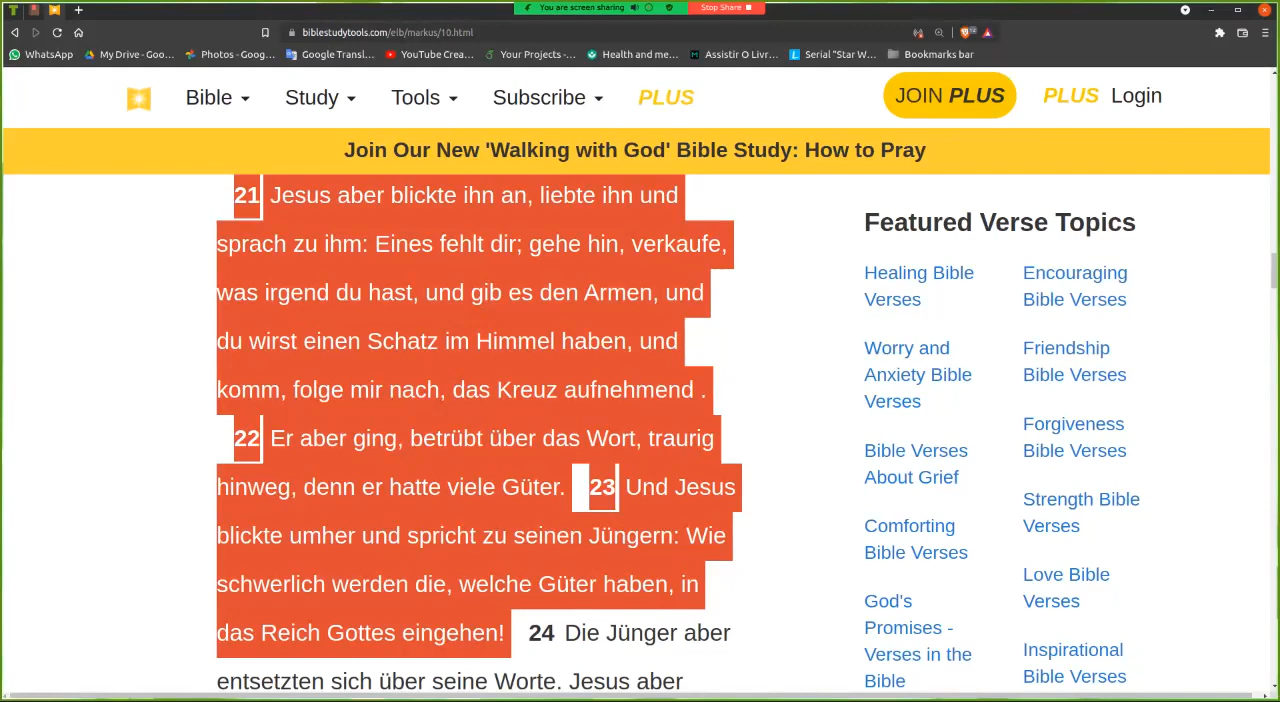 You are screen sharing
Stop Share
biblestudytools.com/elb/markus/10.html
WhatsApp
My Drive - Goo...
Photos - Goog...
Google Transl...
YouTube Crea...
Your Projects -...
Health and me...
Assistir O Livr...
Serial "Star W...
Bookmarks bar
Bible
Study
Tools
Subscribe
PLUS
JOIN PLUS
PLUS Login
Join Our New 'Walking with God' Bible Study: How to Pray
21 Jesus aber blickte ihn an, liebte ihn und
sprach zu ihm: Eines fehlt dir; gehe hin, verkaufe,
was irgend du hast, und gib es den Armen, und
du wirst einen Schatz im Himmel haben, und
komm, folge mir nach, das Kreuz aufnehmend .
22 Er aber ging, betrübt über das Wort, traurig
hinweg, denn er hatte viele Güter. 23 Und Jesus
blickte umher und spricht zu seinen Jüngern: Wie
schwerlich werden die, welche Güter haben, in
das Reich Gottes eingehen! 24 Die Jünger aber
entsetzten sich über seine Worte. Jesus aber
Featured Verse Topics
Healing Bible
Verses
Worry and
Anxiety Bible
Verses
Bible Verses
About Grief
Comforting
Bible Verses
God's
Promises -
Verses in the
Bible
Encouraging
Bible Verses
Friendship
Bible Verses
Forgiveness
Bible Verses
Strength Bible
Verses
Love Bible
Verses
Inspirational
Bible Verses